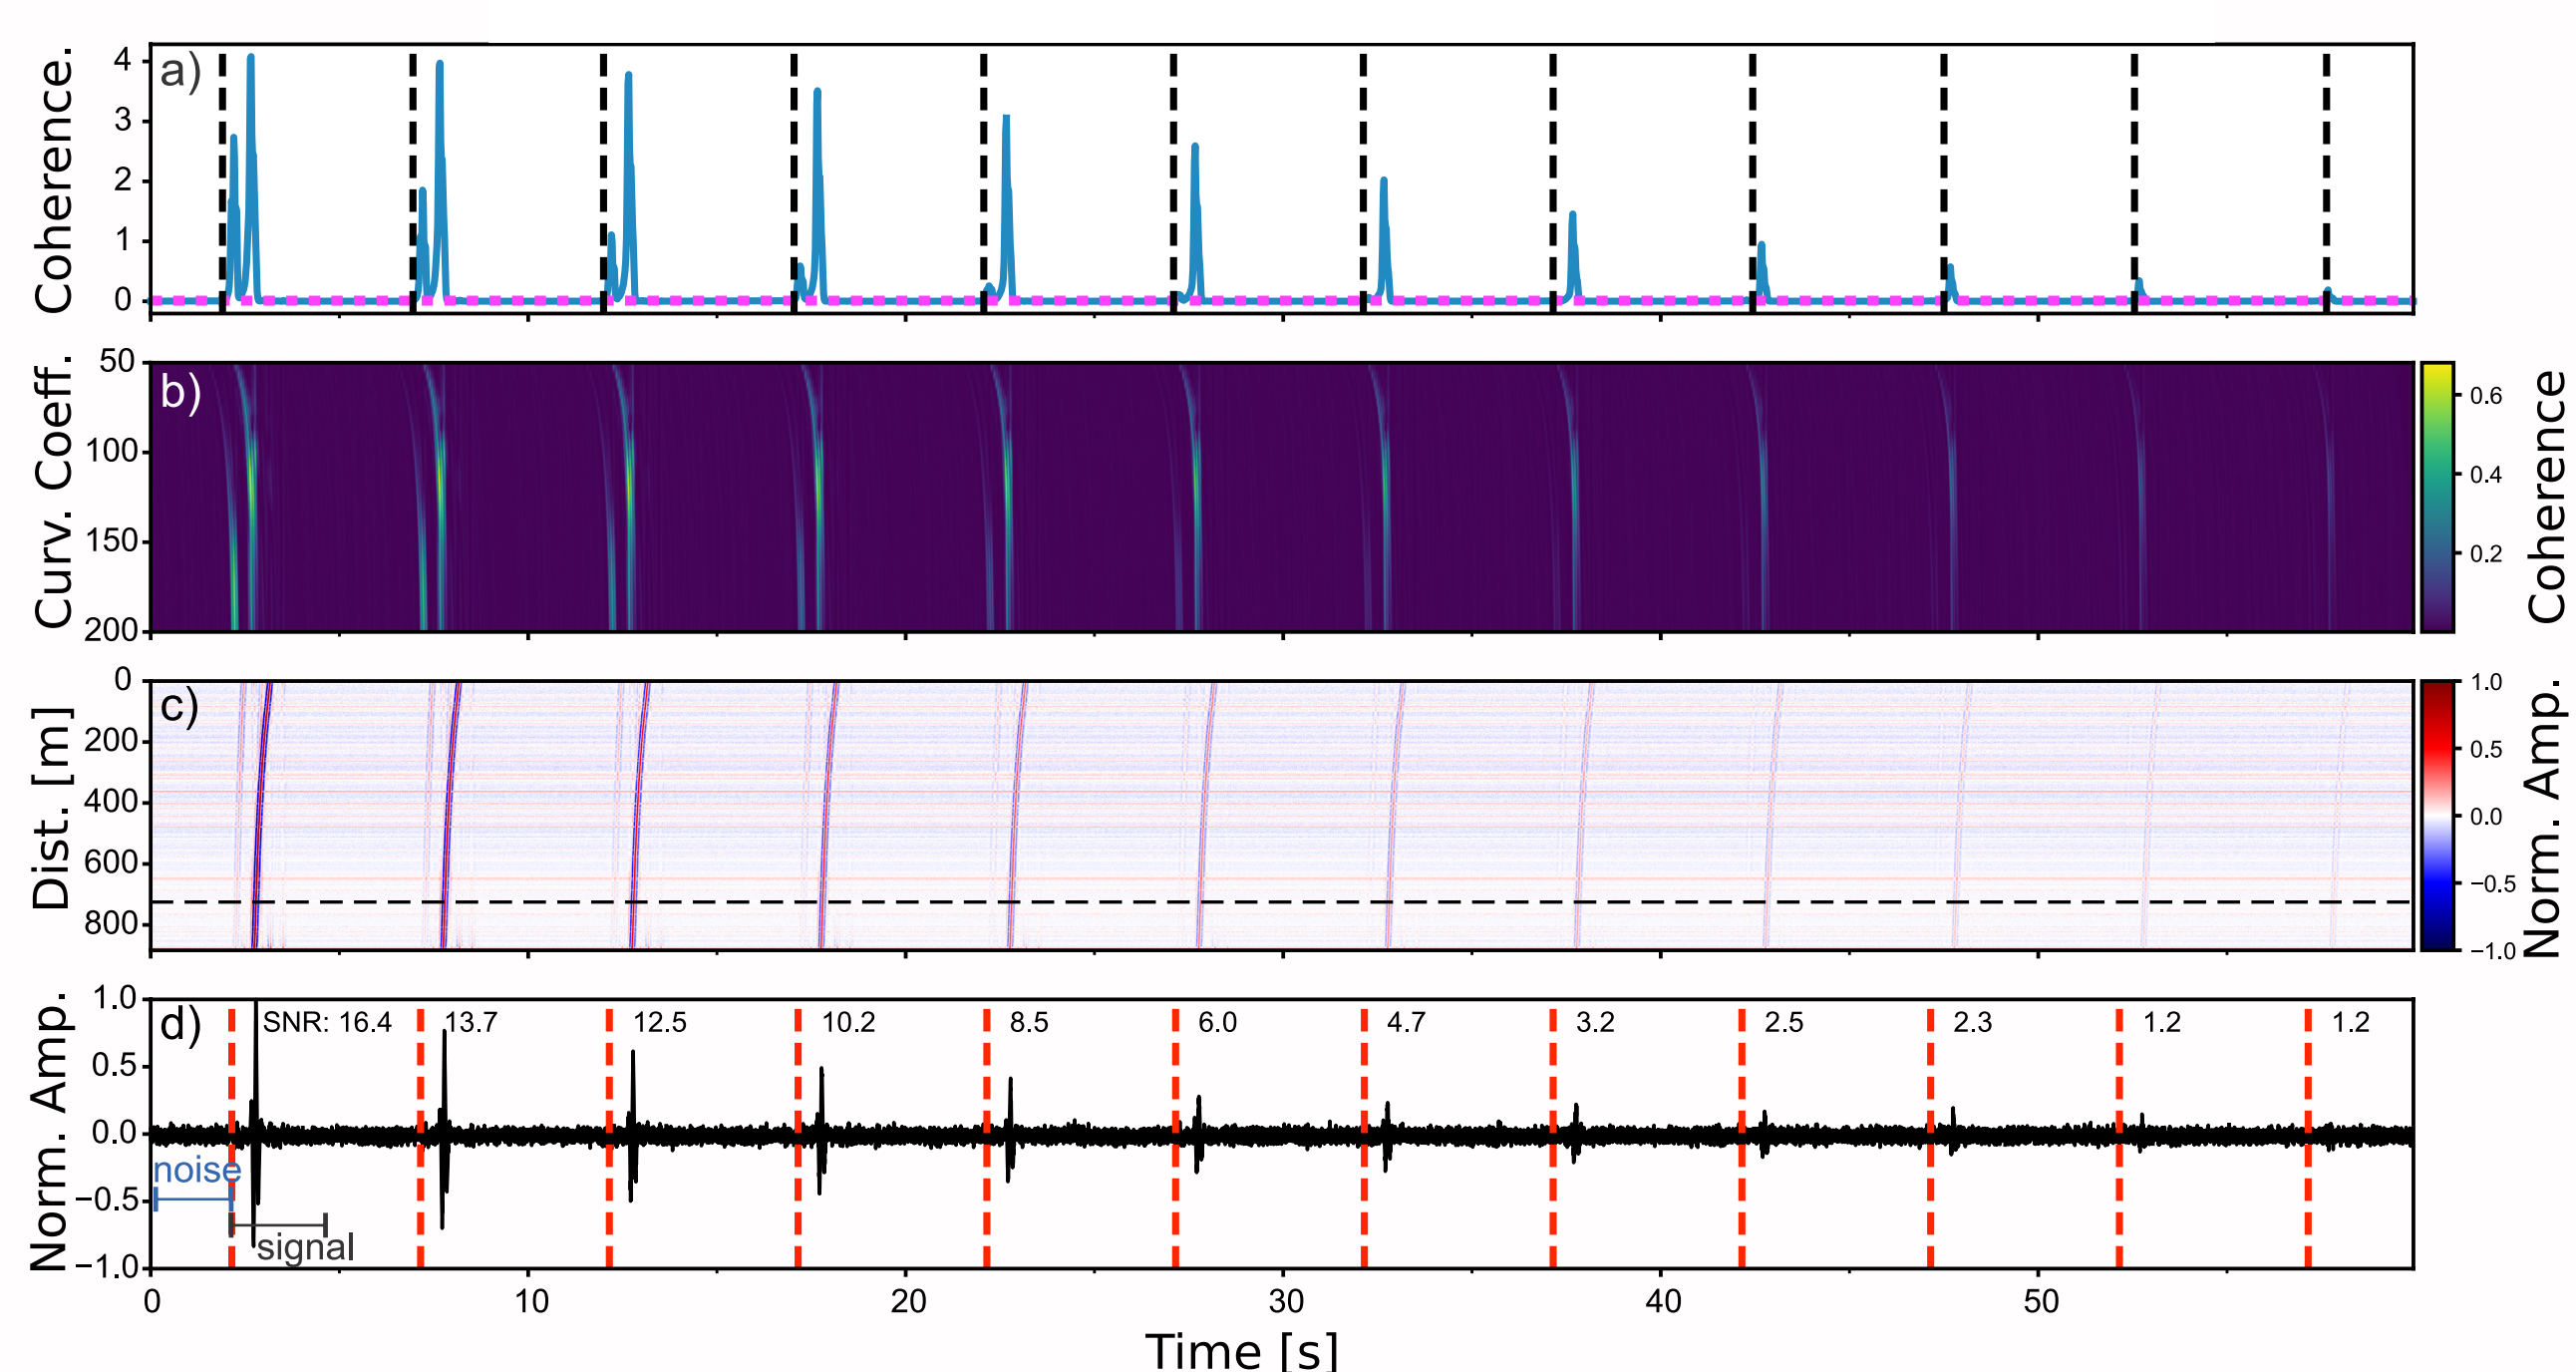 a)
Coherence.
4
3
2
1
0
b)
Curv. Coeff.
50
100
150
200
0.6
0.4
0.2
Coherence
c)
Dist. [m]
0
200
400
600
800
1.0
0.5
0.0
−0.5
−1.0
Norm. Amp.
d)
Norm. Amp.
1.0
0.5
0.0
−0.5
−1.0
SNR: 16.4 13.7 12.5 10.2 8.5 6.0 4.7 3.2 2.5 2.3 1.2 1.2
noise
signal
0 10 20 30 40 50
Time [s]